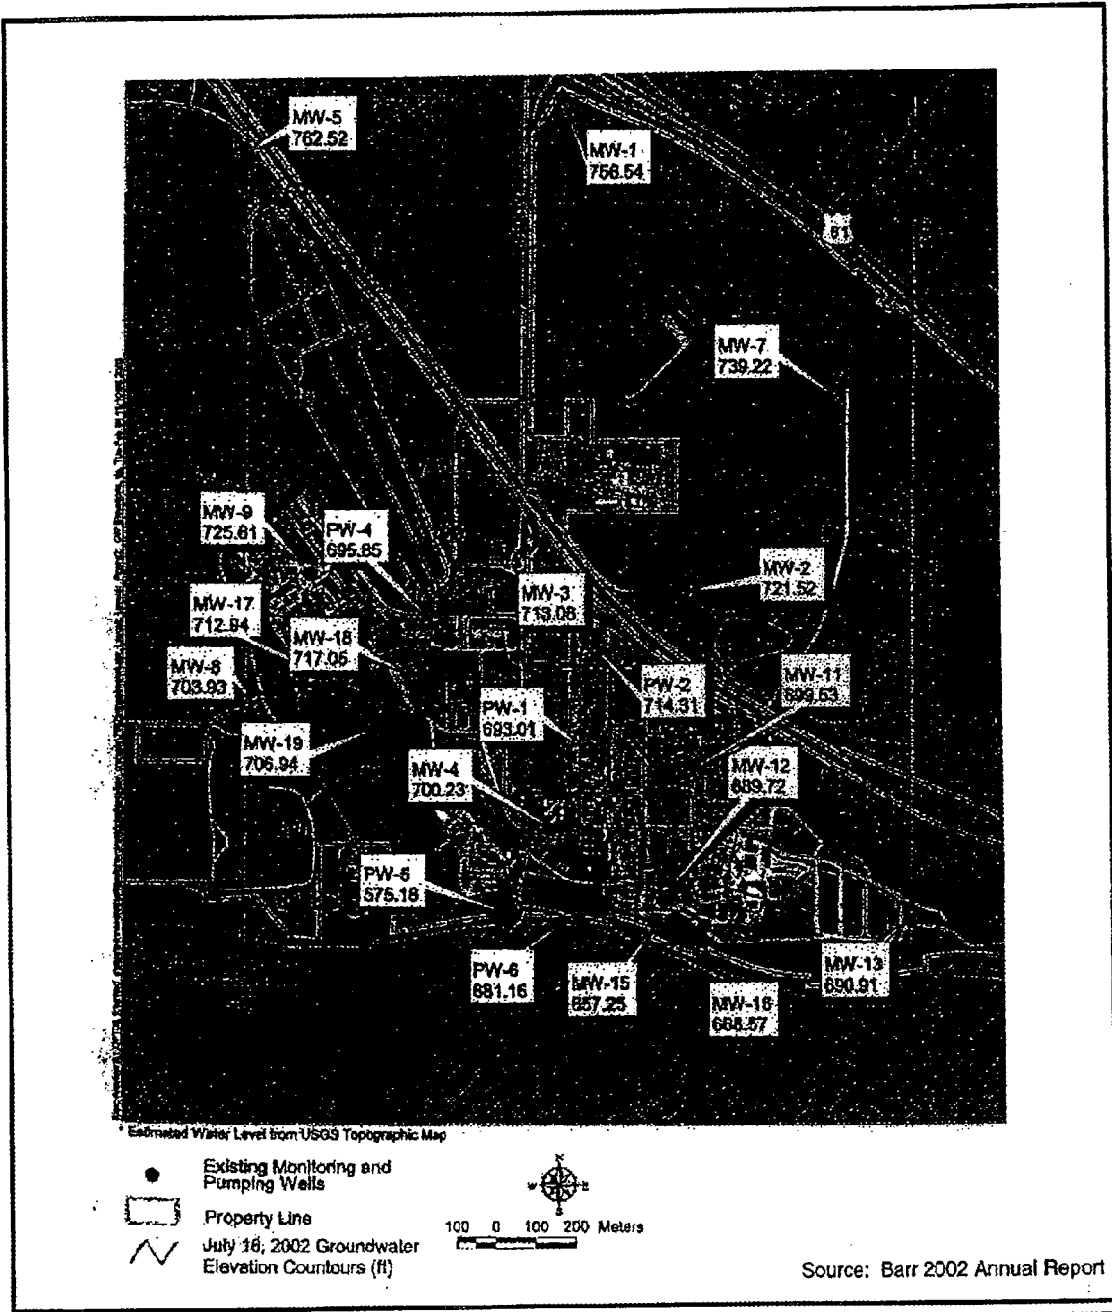 MW-5
762.52
MW-1
756.54
61
MW-7
739.22
MW-9
725.61
PW-4
695.85
MW-3
713.08
MW-2
721.52
MW-17
712.94
MW-18
717.05
MW-8
703.93
PW-2
714.31
MW-11
699.63
PW-1
693.01
MW-19
706.94
MW-4
700.23
MW-12
689.72
PW-5
575.18
PW-6
681.16
MW-15
657.25
MW-16
668.57
MW-13
690.91
* Estimated Water Level from USGS Topographic Map
Existing Monitoring and
Pumping Wells
Property Line
July 16, 2002 Groundwater
Elevation Countours (ft)
N
W E
S
100 0 100 200 Meters
Source: Barr 2002 Annual Report